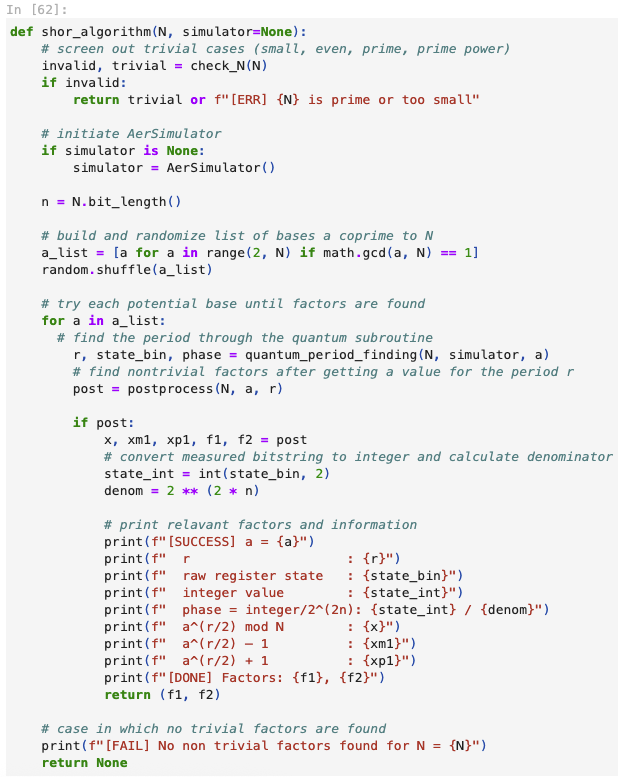 In [62]:
def shor_algorithm(N, simulator=None):
    # screen out trivial cases (small, even, prime, prime power)
    invalid, trivial = check_N(N)
    if invalid:
        return trivial or f"[ERR] {N} is prime or too small"

    # initiate AerSimulator
    if simulator is None:
        simulator = AerSimulator()

    n = N.bit_length()

    # build and randomize list of bases a coprime to N
    a_list = [a for a in range(2, N) if math.gcd(a, N) == 1]
    random.shuffle(a_list)

    # try each potential base until factors are found
    for a in a_list:
      # find the period through the quantum subroutine
        r, state_bin, phase = quantum_period_finding(N, simulator, a)
        # find nontrivial factors after getting a value for the period r
        post = postprocess(N, a, r)

        if post:
            x, xm1, xp1, f1, f2 = post
            # convert measured bitstring to integer and calculate denominator
            state_int = int(state_bin, 2)
            denom = 2 ** (2 * n)

            # print relavant factors and information
            print(f"[SUCCESS] a = {a}")
            print(f"  r                    : {r}")
            print(f"  raw register state   : {state_bin}")
            print(f"  integer value        : {state_int}")
            print(f"  phase = integer/2^(2n): {state_int} / {denom}")
            print(f"  a^(r/2) mod N        : {x}")
            print(f"  a^(r/2) – 1          : {xm1}")
            print(f"  a^(r/2) + 1          : {xp1}")
            print(f"[DONE] Factors: {f1}, {f2}")
            return (f1, f2)

    # case in which no trivial factors are found
    print(f"[FAIL] No non trivial factors found for N = {N}")
    return None